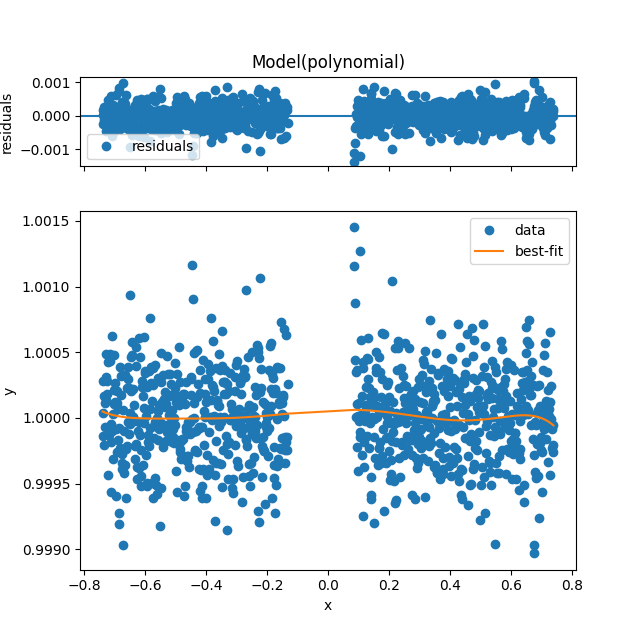 Model(polynomial)
0.001
0.000
−0.001
residuals
residuals
1.0015
1.0010
1.0005
1.0000
0.9995
0.9990
y
data
best-fit
−0.8 −0.6 −0.4 −0.2 0.0 0.2 0.4 0.6 0.8
x